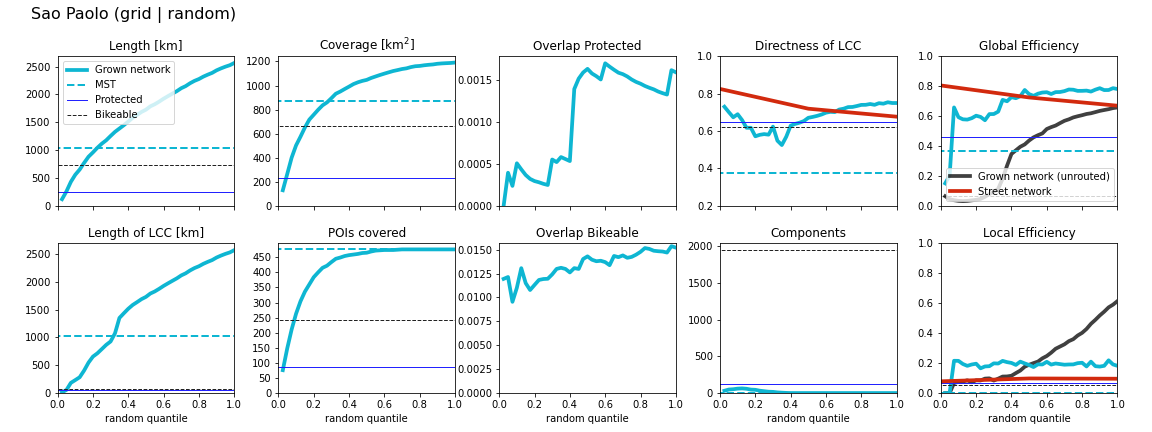 Sao Paolo (grid | random)
Length [km]
2500
2000
1500
1000
500
0
Grown network
MST
Protected
Bikeable
Coverage [km²]
1200
1000
800
600
400
200
0
Overlap Protected
0.0015
0.0010
0.0005
0.0000
Directness of LCC
1.0
0.8
0.6
0.4
0.2
Global Efficiency
1.0
0.8
0.6
0.4
0.2
0.0
Grown network (unrouted)
Street network
Length of LCC [km]
2500
2000
1500
1000
500
0
0.0 0.2 0.4 0.6 0.8 1.0
random quantile
POIs covered
450
400
350
300
250
200
150
100
50
0
0.0 0.2 0.4 0.6 0.8 1.0
random quantile
Overlap Bikeable
0.0150
0.0125
0.0100
0.0075
0.0050
0.0025
0.0000
0.0 0.2 0.4 0.6 0.8 1.0
random quantile
Components
2000
1500
1000
500
0
0.0 0.2 0.4 0.6 0.8 1.0
random quantile
Local Efficiency
1.0
0.8
0.6
0.4
0.2
0.0
0.0 0.2 0.4 0.6 0.8 1.0
random quantile